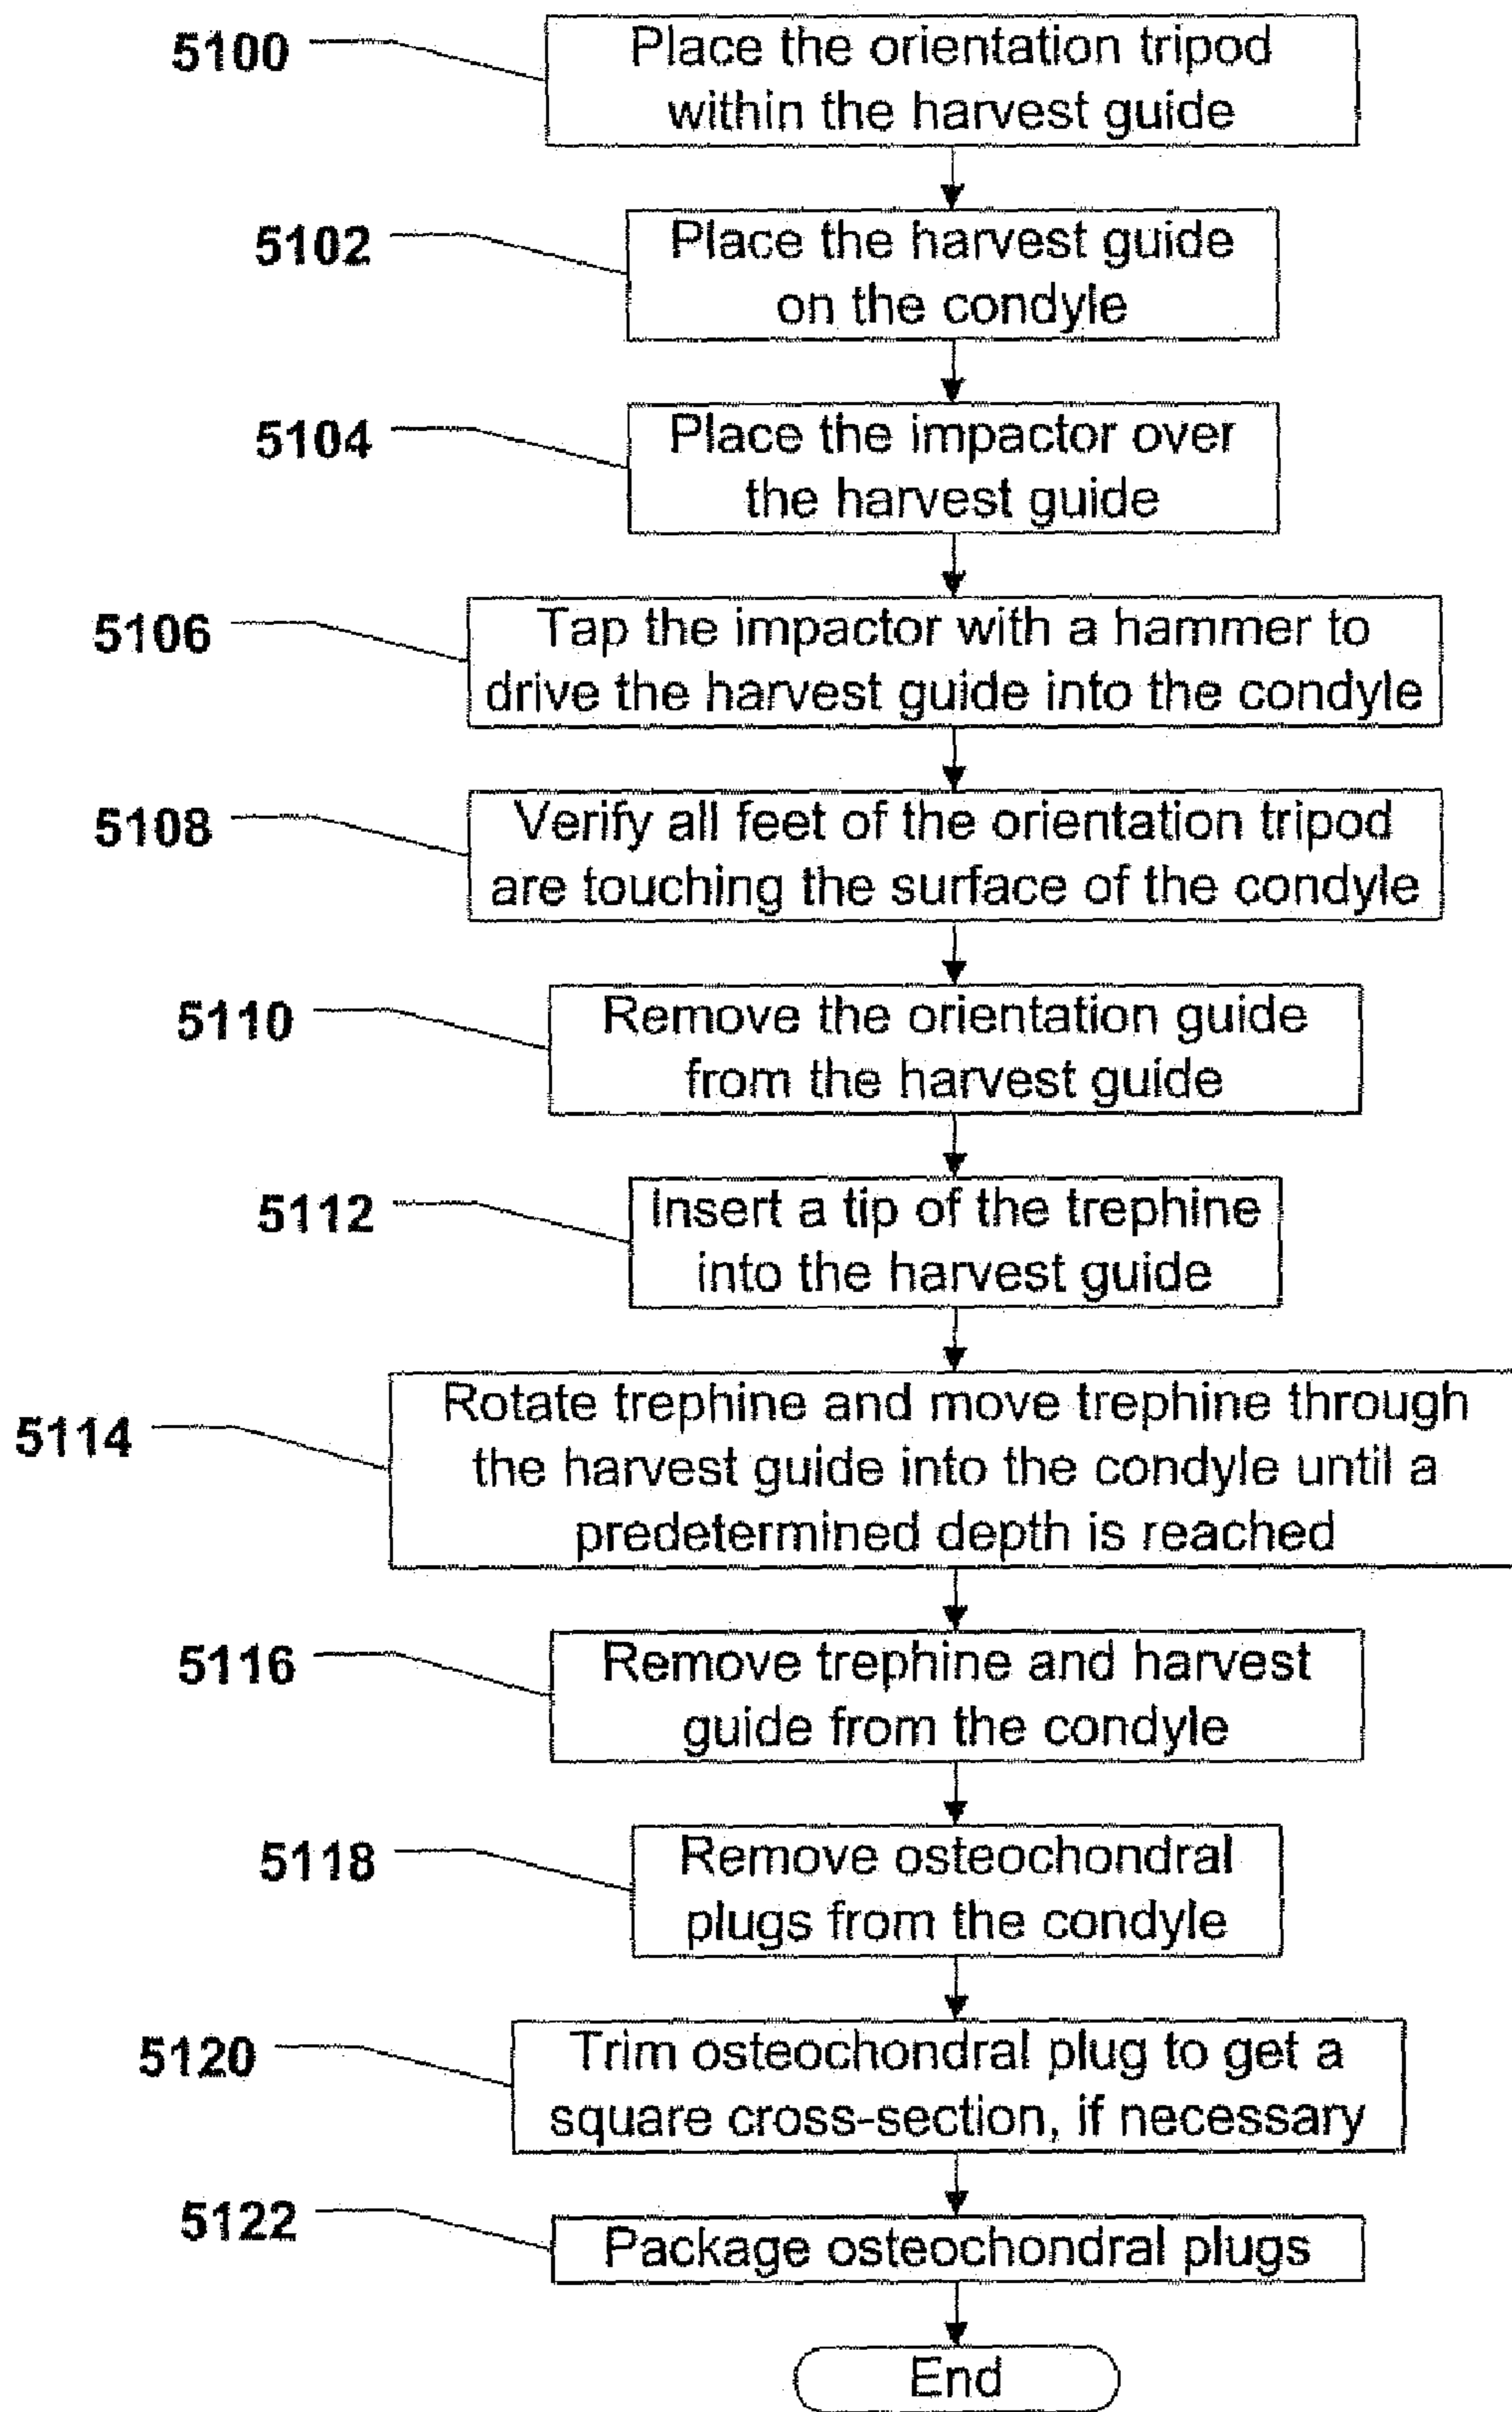 5100
Place the orientation tripod
within the harvest guide
5102
Place the harvest guide
on the condyle
5104
Place the impactor over
the harvest guide
5106
Tap the impactor with a hammer to
drive the harvest guide into the condyle
5108
Verify all feet of the orientation tripod
are touching the surface of the condyle
5110
Remove the orientation guide
from the harvest guide
5112
Insert a tip of the trephine
into the harvest guide
5114
Rotate trephine and move trephine through
the harvest guide into the condyle until a
predetermined depth is reached
5116
Remove trephine and harvest
guide from the condyle
5118
Remove osteochondral
plugs from the condyle
5120
Trim osteochondral plug to get a
square cross-section, if necessary
5122
Package osteochondral plugs
End